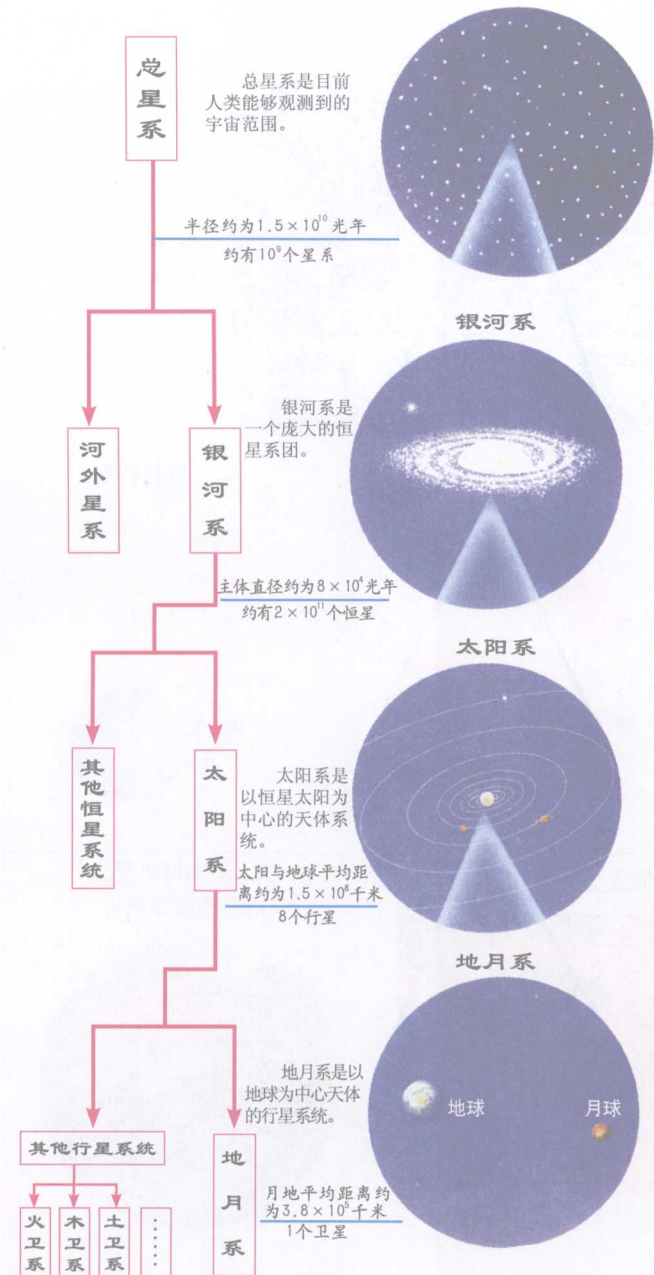 总星系
总星系是目前
人类能够观测到的
宇宙范围。
半径约为1.5×10¹⁰光年
约有10⁹个星系
银河系
河外星系
银河系
银河系是
一个庞大的恒
星系团。
主体直径约为8×10⁴光年
约有2×10¹¹个恒星
太阳系
其他恒星系统
太阳系
太阳系是
以恒星太阳为
中心的天体系
统。
太阳与地球平均距
离约为1.5×10⁸千米
8个行星
地月系
地月系是以
地球为中心天体
的行星系统。
地球
月球
其他行星系统
火卫系
木卫系
土卫系
……
地月系
月地平均距离约
为3.8×10⁵千米
1个卫星